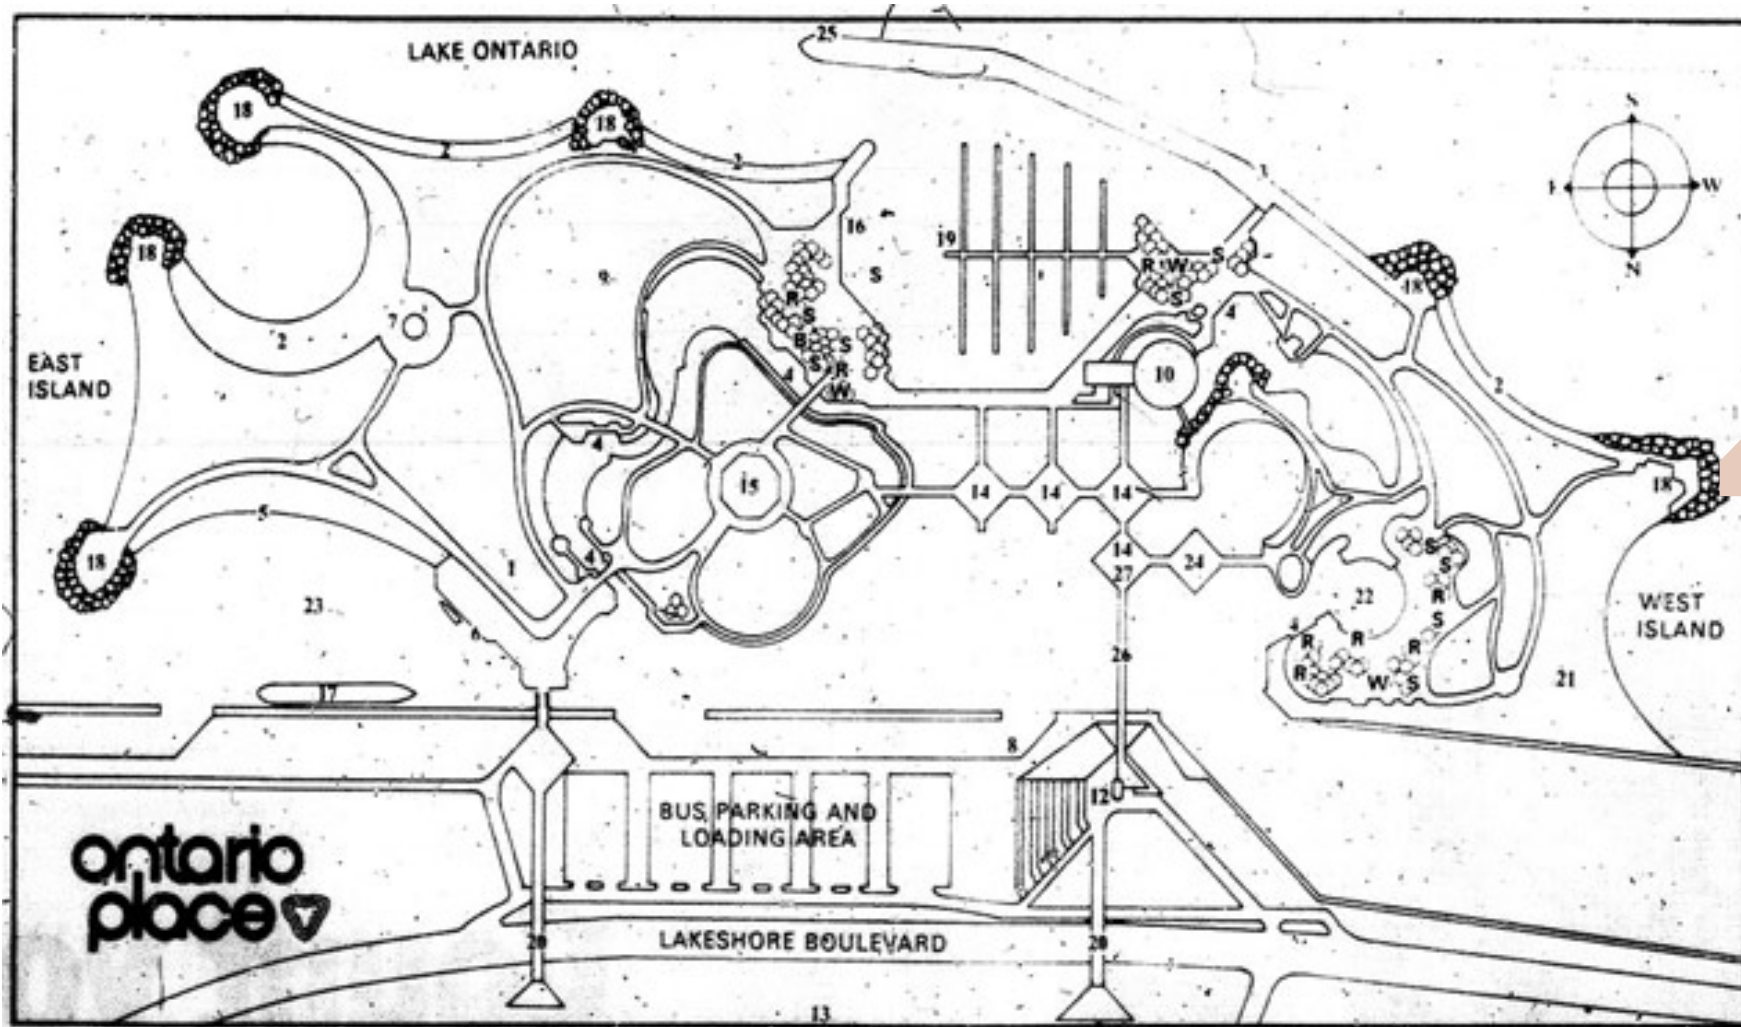 25
LAKE ONTARIO
18
18
2
2
3
S
W
N
16
18
19
S
R W S
S
18
9
R
S
7
4
2
B S
S
R
W
4
10
EAST
ISLAND
2
4
15
14
14
14
18
5
1
4
14
27
24
S
S
18
23
R
22
S
WEST
ISLAND
6
4
R
R
R
26
R
W
S
21
17
8
12
BUS PARKING AND
LOADING AREA
ontario
place
20
LAKESHORE BOULEVARD
20
13